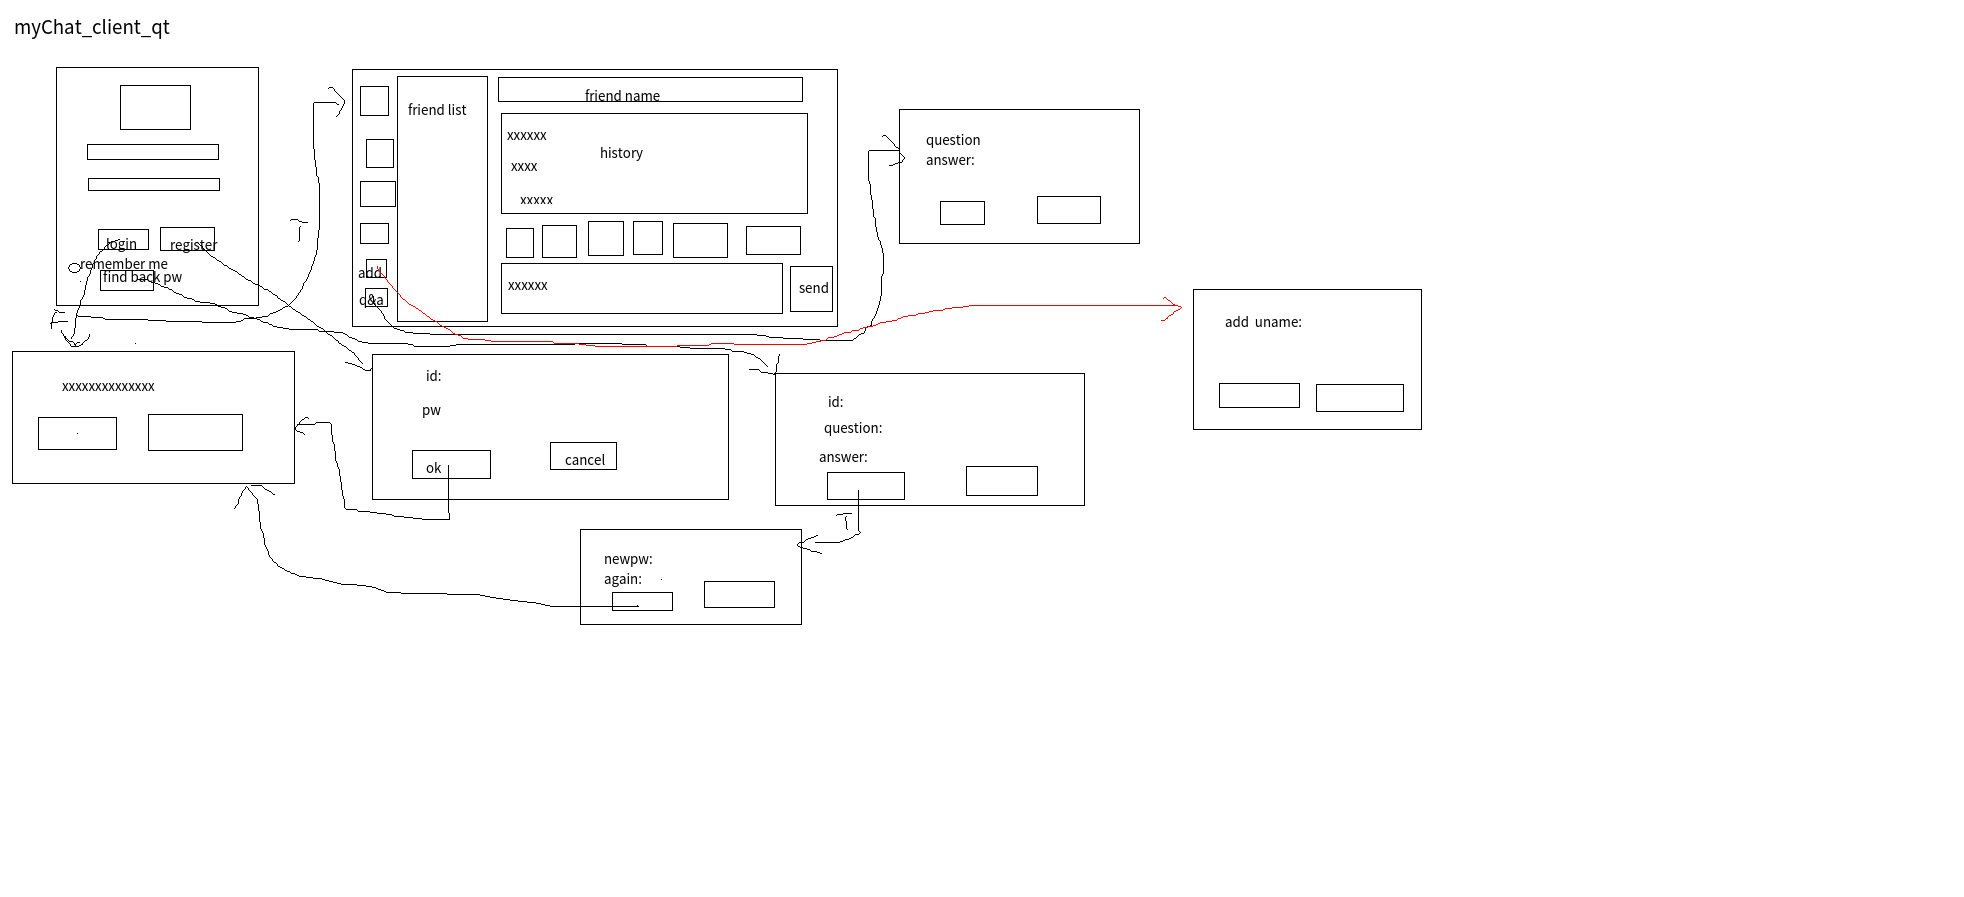 myChat_client_qt
login
register
remember me
find back pw
T
F
friend list
friend name
xxxxxx
history
xxxx
xxxxx
add
q&a
xxxxxx
send
question
answer:
add uname:
xxxxxxxxxxxxxx
id:
pw
ok
cancel
id:
question:
answer:
T
newpw:
again: